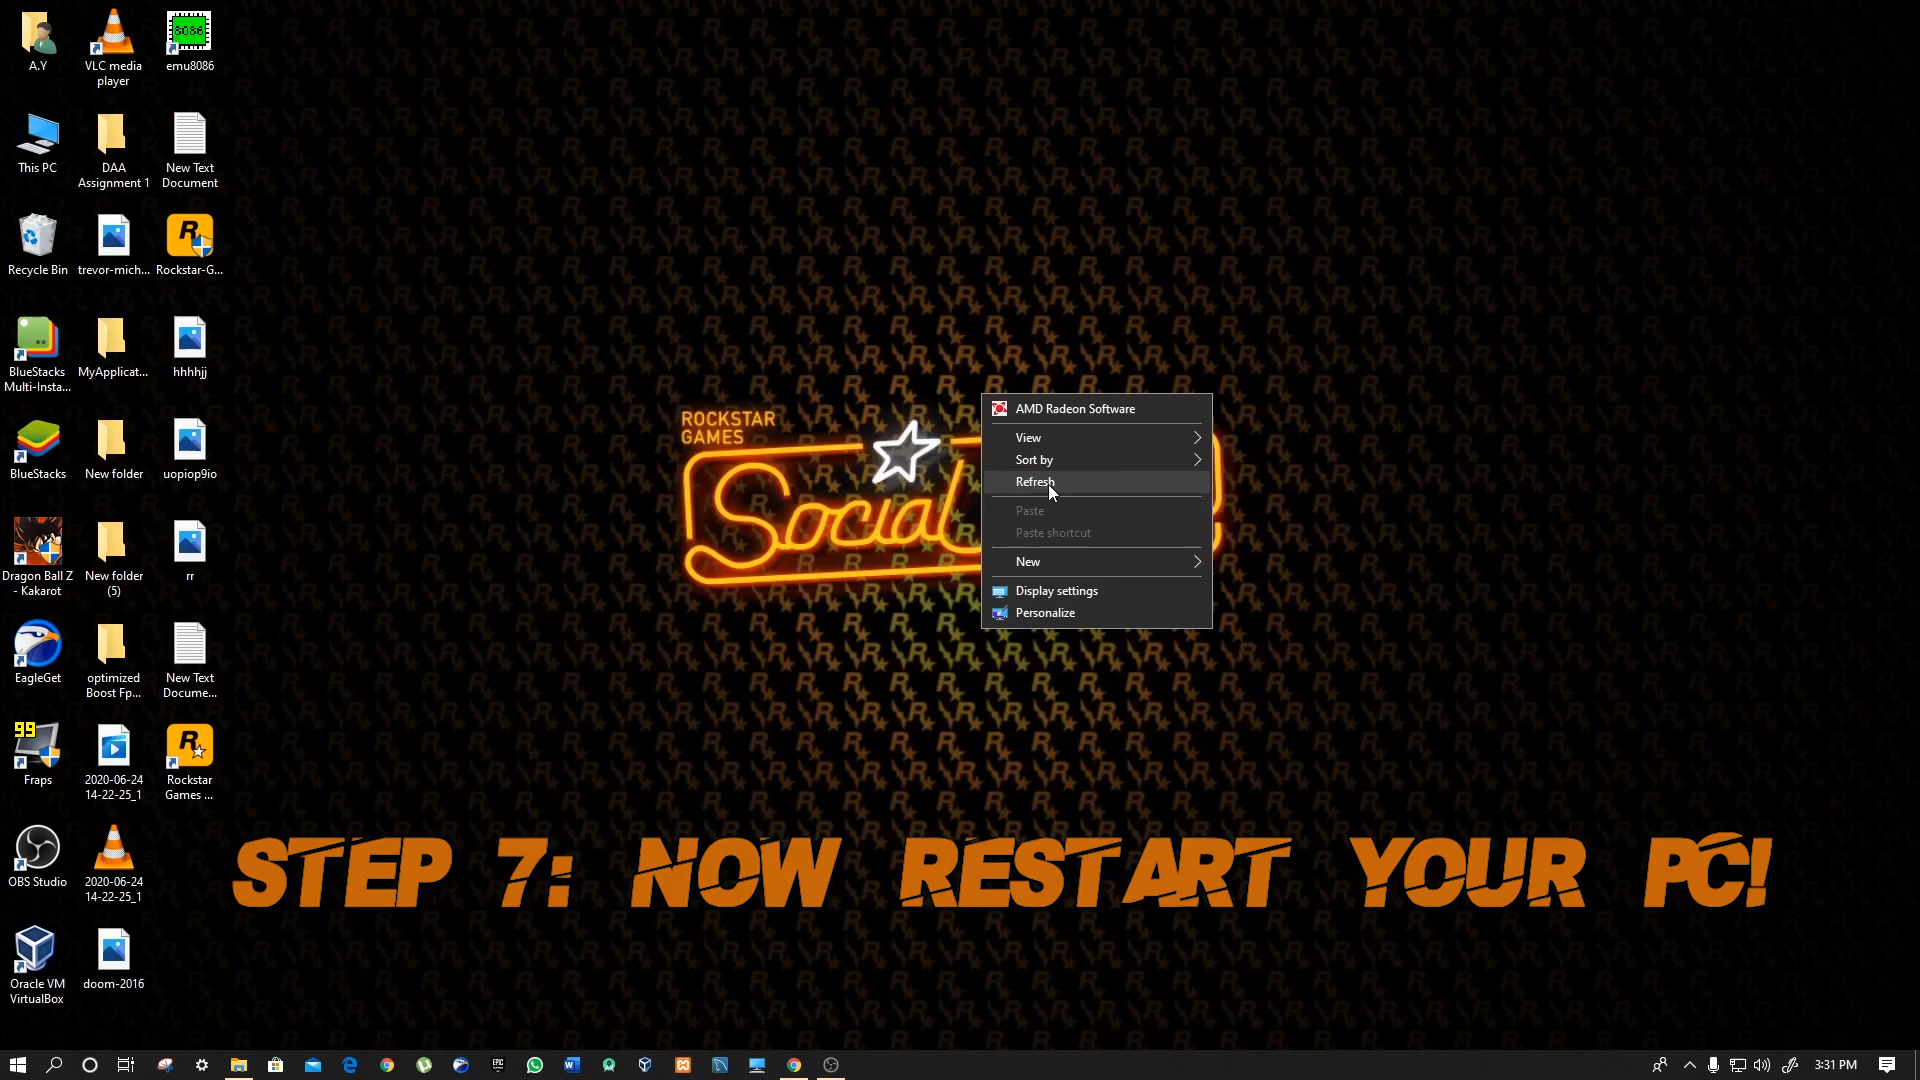 A.Y
VLC media
player
emu8086
8086
This PC
DAA
Assignment 1
New Text
Document
Recycle Bin
trevor-mich...
Rockstar-G...
BlueStacks
Multi-Insta...
MyApplicat...
hhhhjj
BlueStacks
New folder
uopiop9io
Dragon Ball Z
- Kakarot
New folder
(5)
rr
EagleGet
optimized
Boost Fp...
New Text
Docume...
99
Fraps
2020-06-24
14-22-25_1
Rockstar
Games ...
OBS Studio
2020-06-24
14-22-25_1
Oracle VM
VirtualBox
doom-2016
ROCKSTAR
GAMES
Social
AMD Radeon Software
View
Sort by
Refresh
Paste
Paste shortcut
New
Display settings
Personalize
STEP 7: NOW RESTART YOUR PC!
3:31 PM